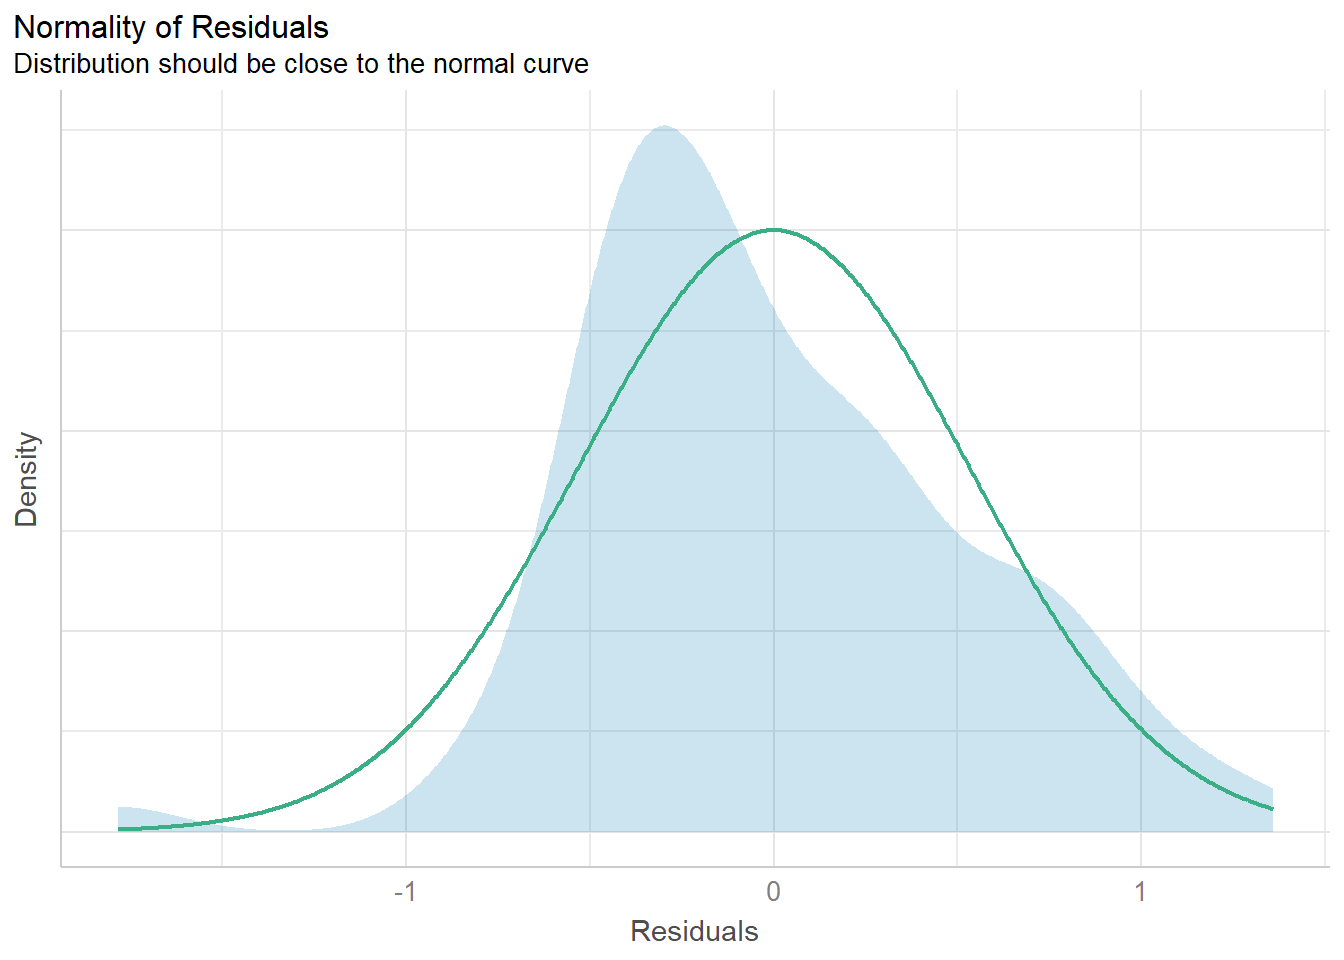 Normality of Residuals
Distribution should be close to the normal curve
Density
-1
0
1
Residuals